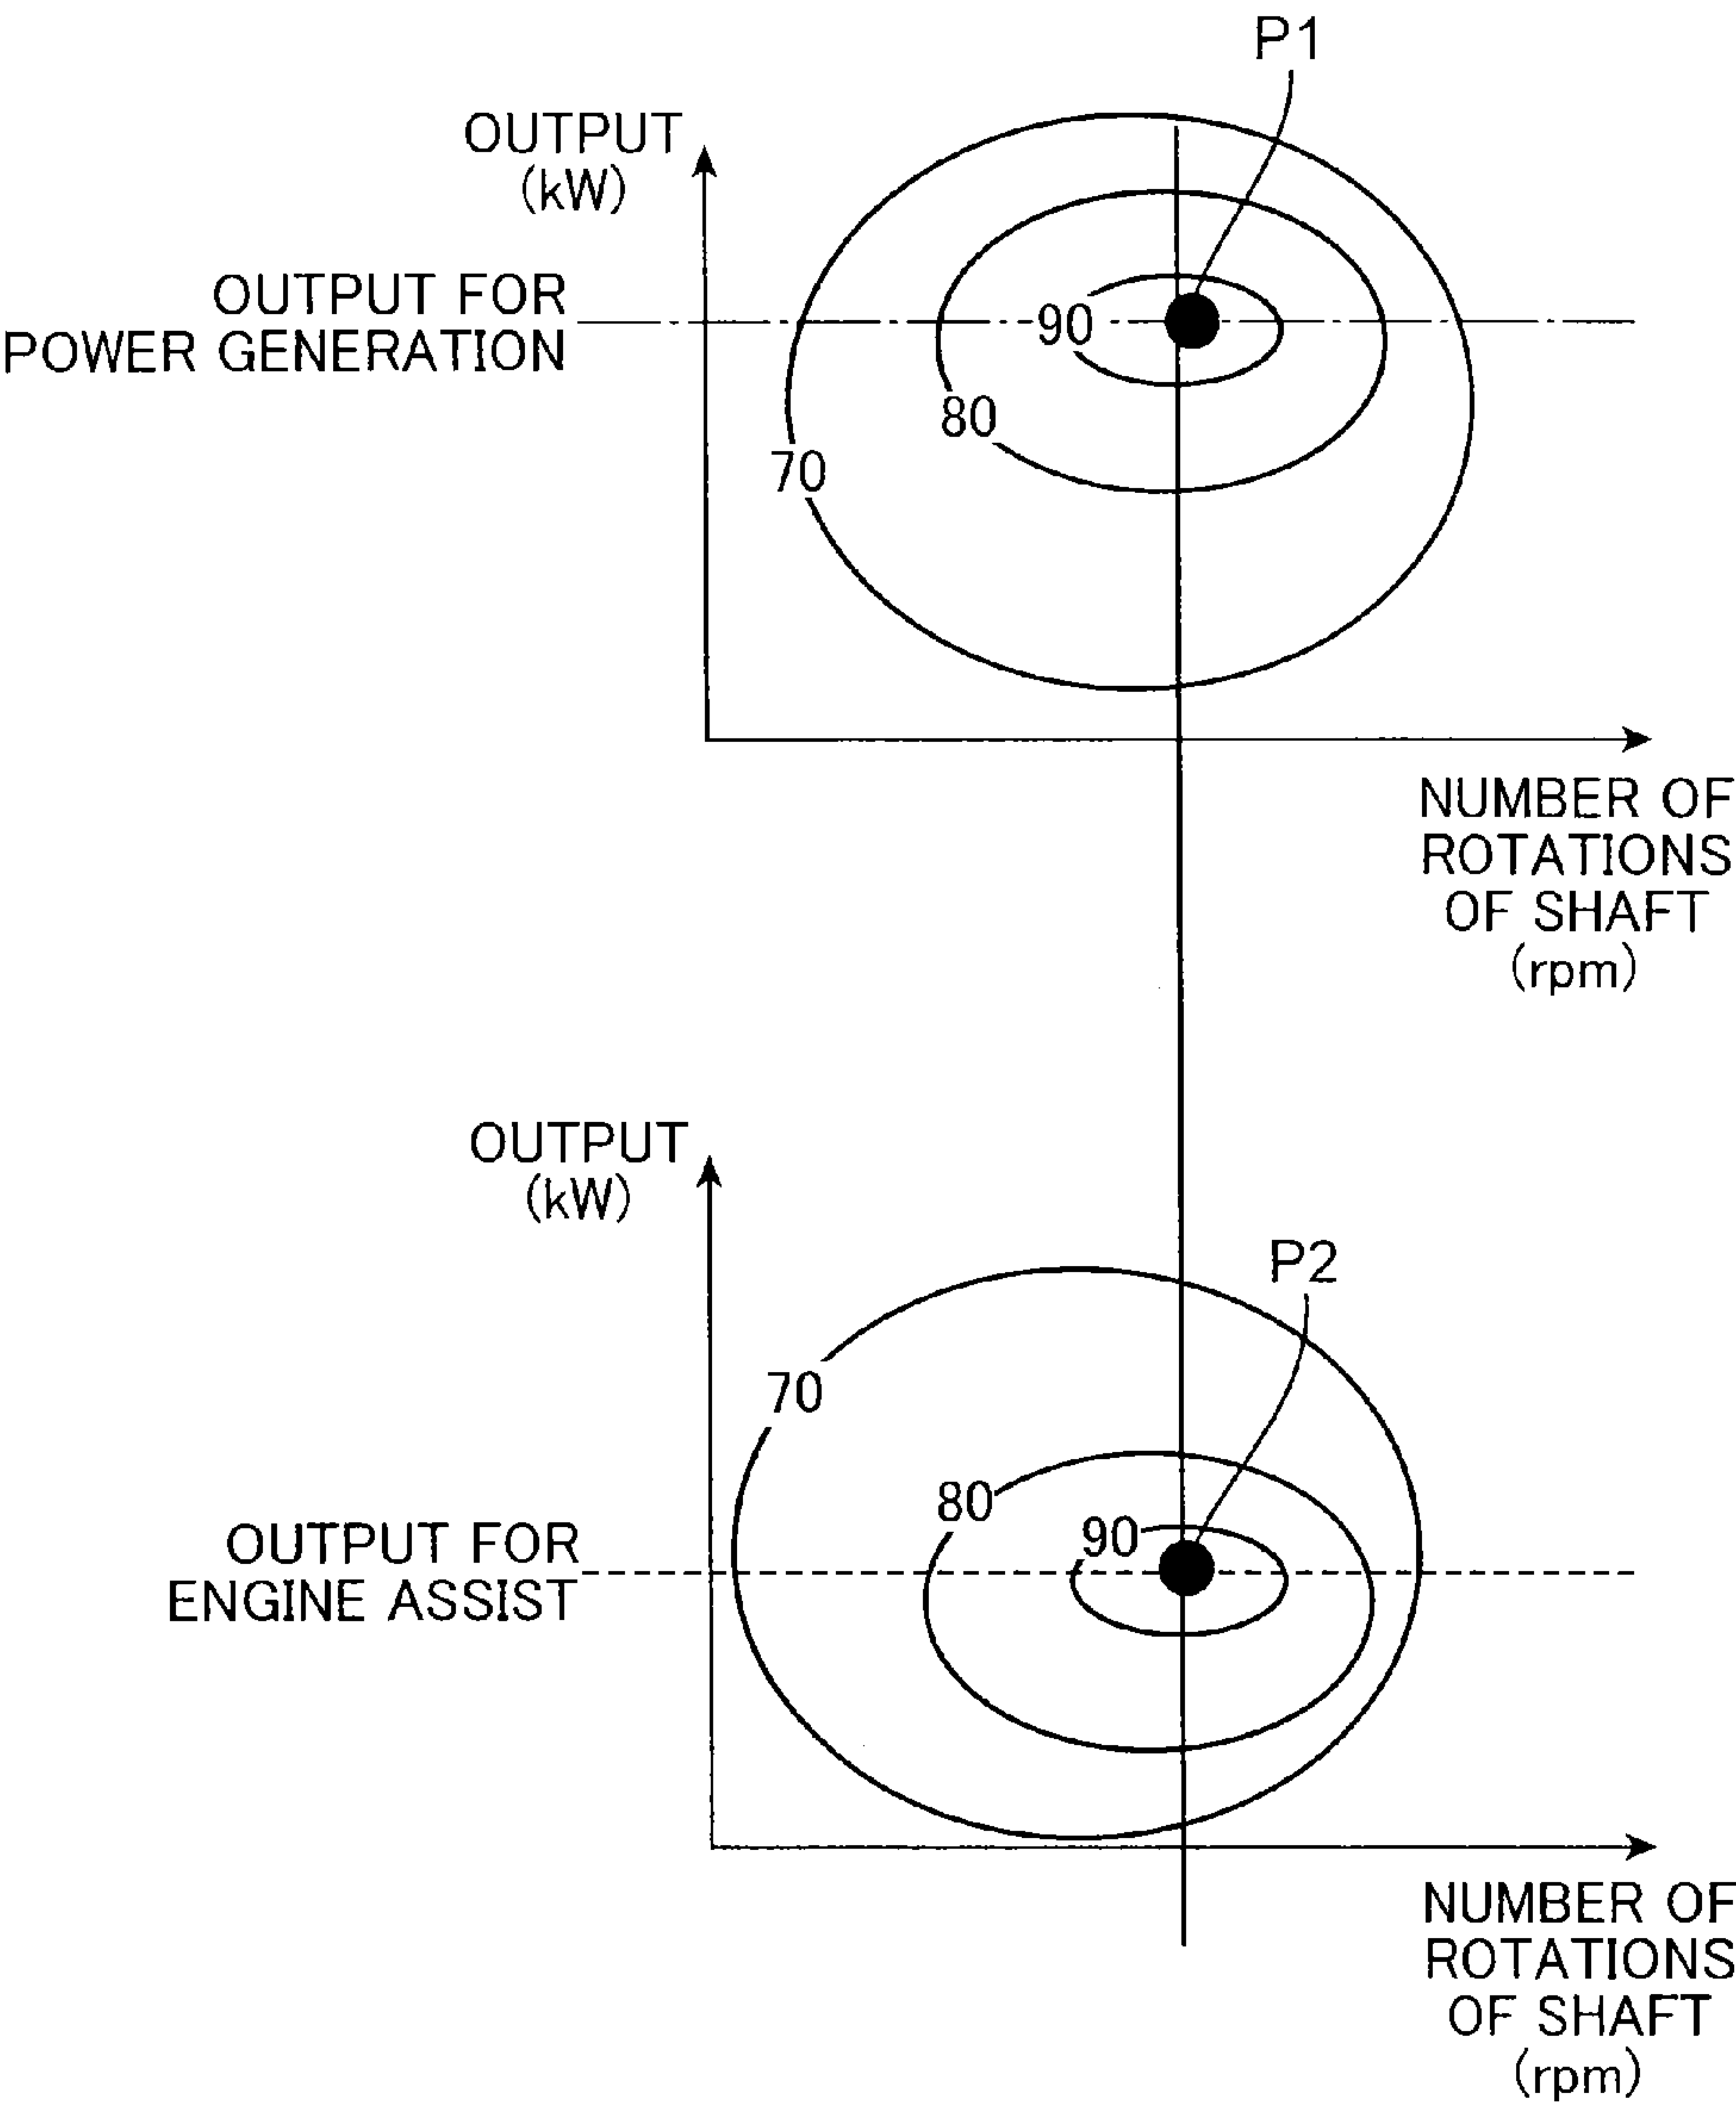 P1
OUTPUT
(kW)
OUTPUT FOR
POWER GENERATION
90
80
70
NUMBER OF
ROTATIONS
OF SHAFT
(rpm)
OUTPUT
(kW)
P2
70
80
90
OUTPUT FOR
ENGINE ASSIST
NUMBER OF
ROTATIONS
OF SHAFT
(rpm)